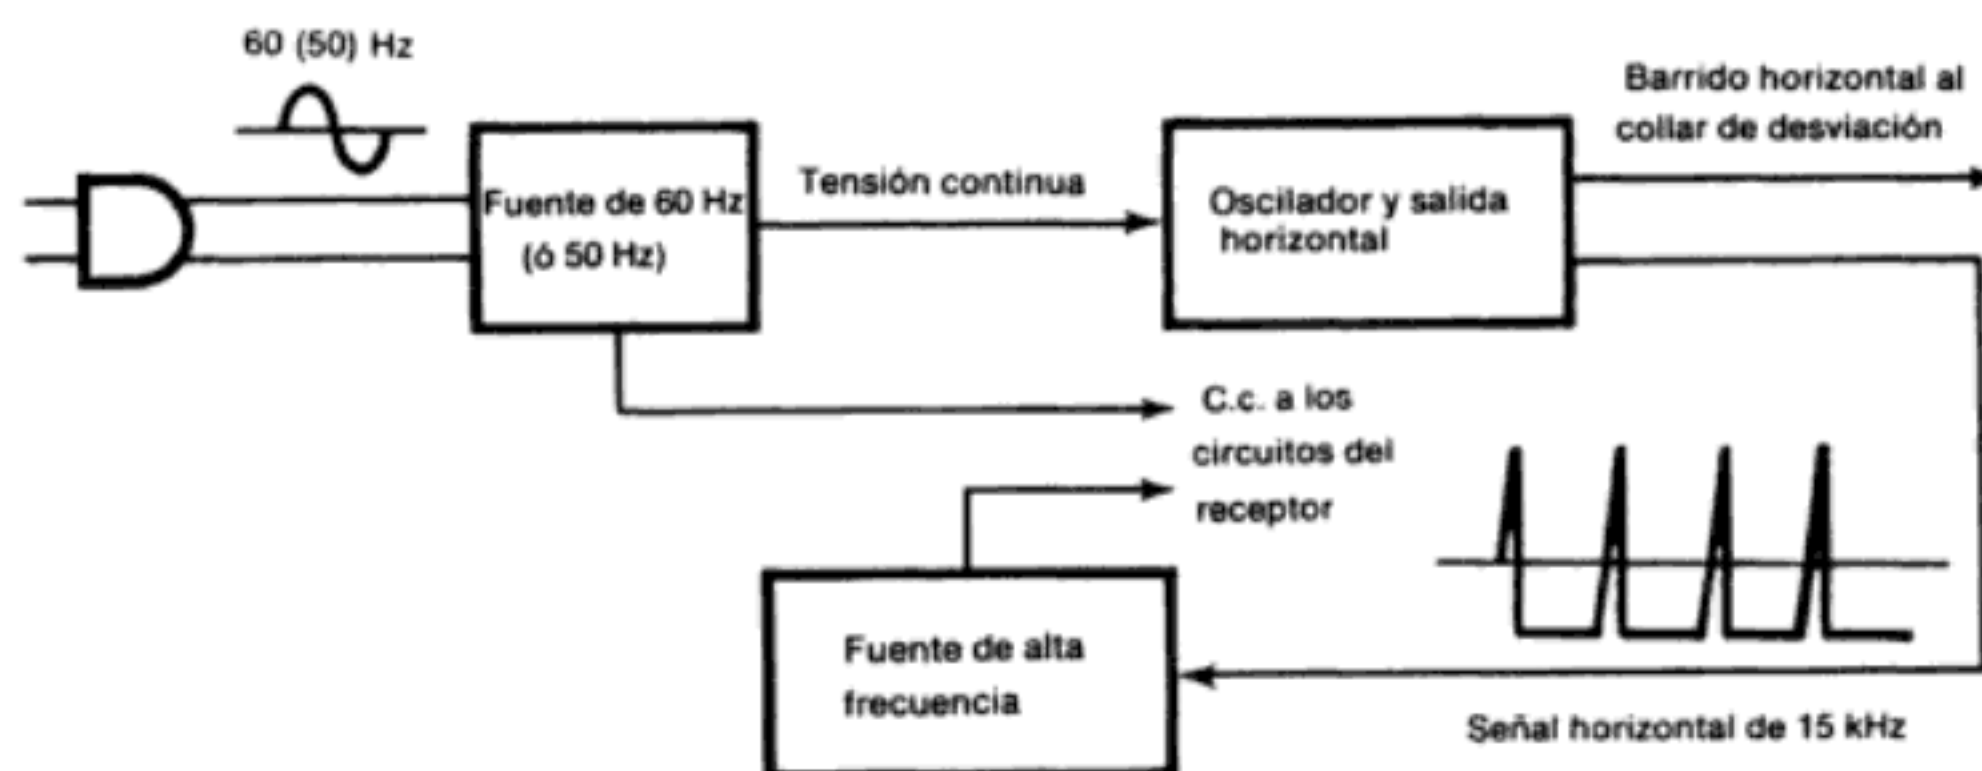 60 (50) Hz
Fuente de 60 Hz
(ó 50 Hz)
Tensión continua
Oscilador y salida
horizontal
Barrido horizontal al
collar de desviación
C.c. a los
circuitos del
receptor
Fuente de alta
frecuencia
Señal horizontal de 15 kHz